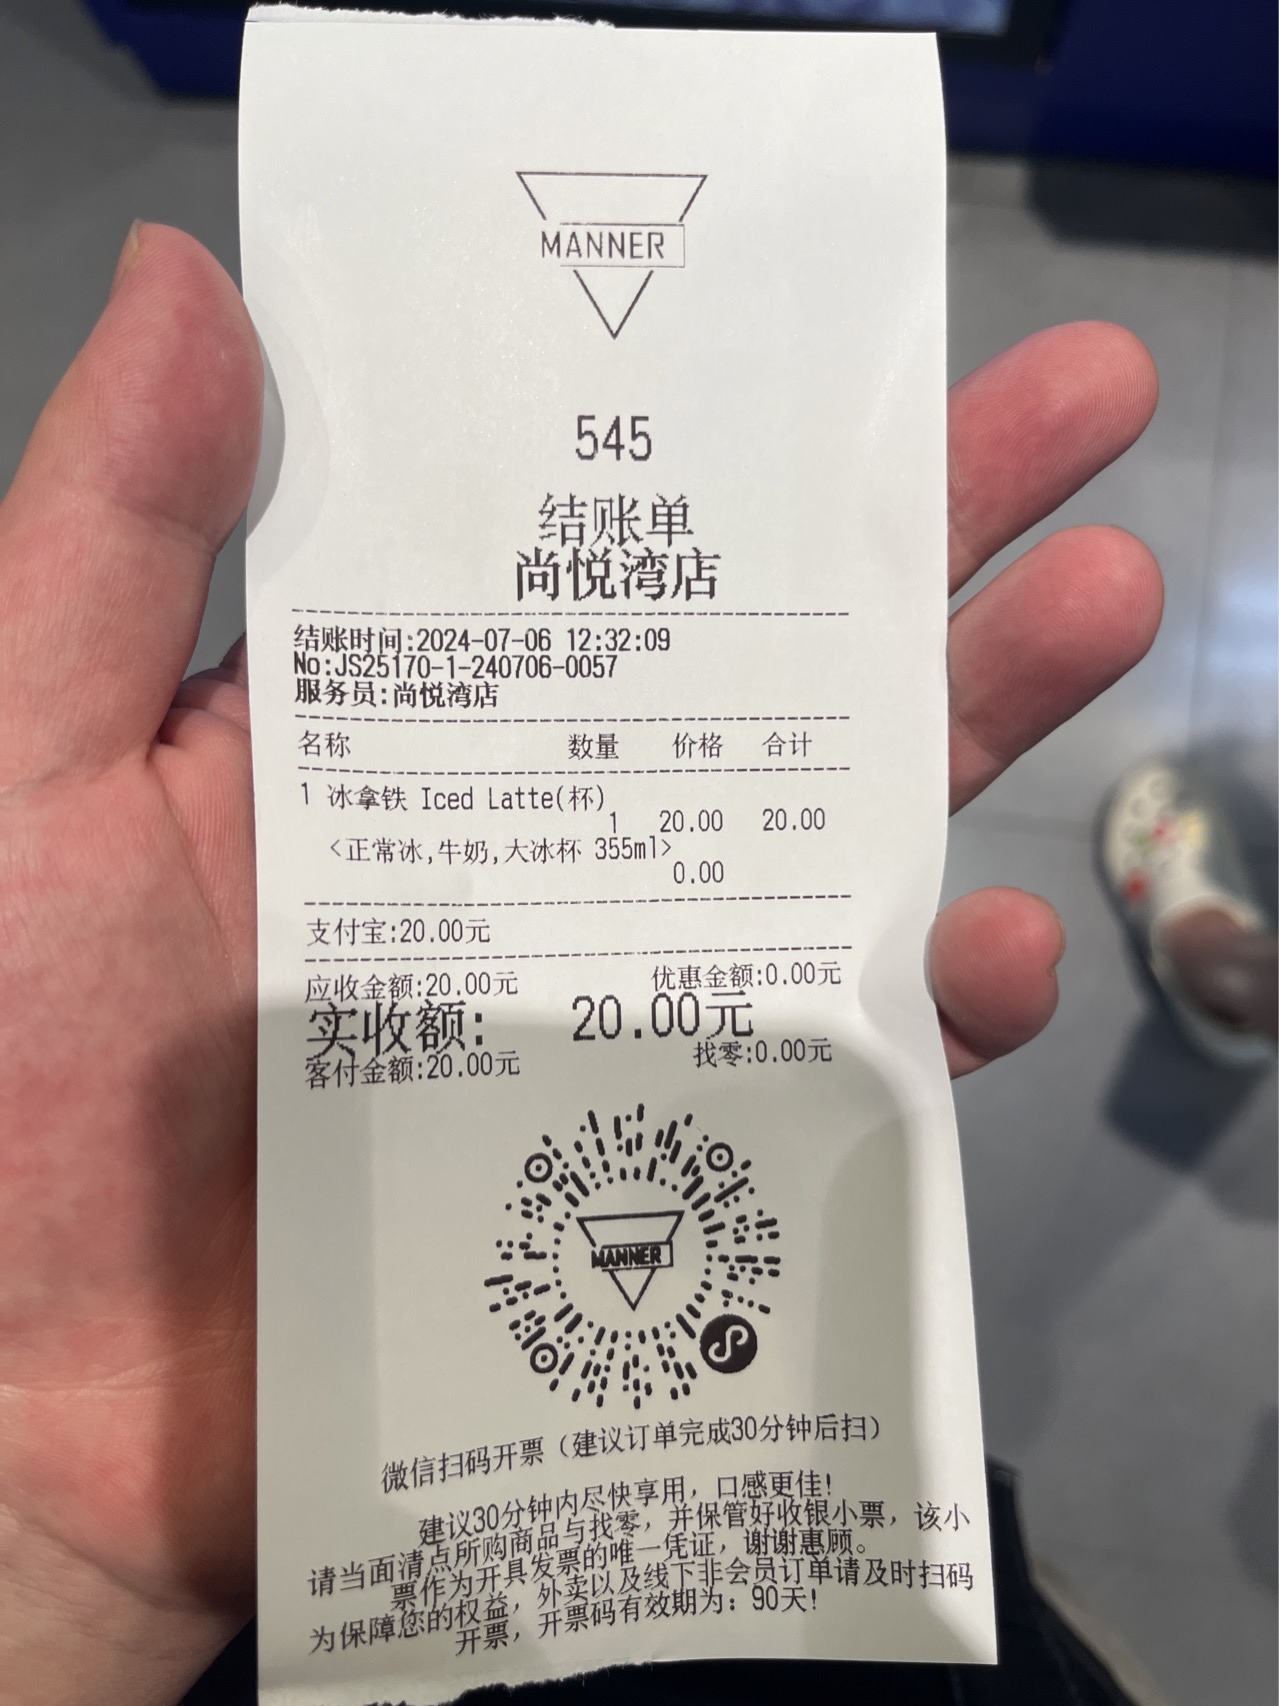 MANNER
545
结账单
尚悦湾店
结账时间:2024-07-06 12:32:09
No:JS25170-1-240706-0057
服务员:尚悦湾店
名称 数量 价格 合计
1 冰拿铁 Iced Latte(杯)
1 20.00 20.00
<正常冰,牛奶,大冰杯 355ml>
0.00
支付宝:20.00元
应收金额:20.00元 优惠金额:0.00元
实收额: 20.00元
客付金额:20.00元 找零:0.00元
MANNER
微信扫码开票（建议订单完成30分钟后扫）
建议30分钟内尽快享用，口感更佳!
请当面清点所购商品与找零，并保管好收银小票，该小
票作为开具发票的唯一凭证，谢谢惠顾。
为保障您的权益，外卖以及线下非会员订单请及时扫码
开票，开票码有效期为：90天!